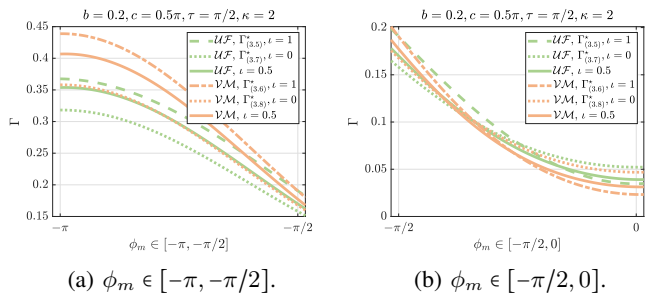 b = 0.2, c = 0.5π, τ = π/2, κ = 2
0.45
0.4
0.35
0.3
0.25
0.2
0.15
Γ
UF, Γ*(3.5), ι = 1
UF, Γ*(3.7), ι = 0
UF, ι = 0.5
VM, Γ*(3.6), ι = 1
VM, Γ*(3.8), ι = 0
VM, ι = 0.5
−π
−π/2
ϕm ∈ [−π, −π/2]
(a) ϕm ∈ [−π, −π/2].
b = 0.2, c = 0.5π, τ = π/2, κ = 2
0.2
0.15
0.1
0.05
0
Γ
UF, Γ*(3.5), ι = 1
UF, Γ*(3.7), ι = 0
UF, ι = 0.5
VM, Γ*(3.6), ι = 1
VM, Γ*(3.8), ι = 0
VM, ι = 0.5
−π/2
0
ϕm ∈ [−π/2, 0]
(b) ϕm ∈ [−π/2, 0].